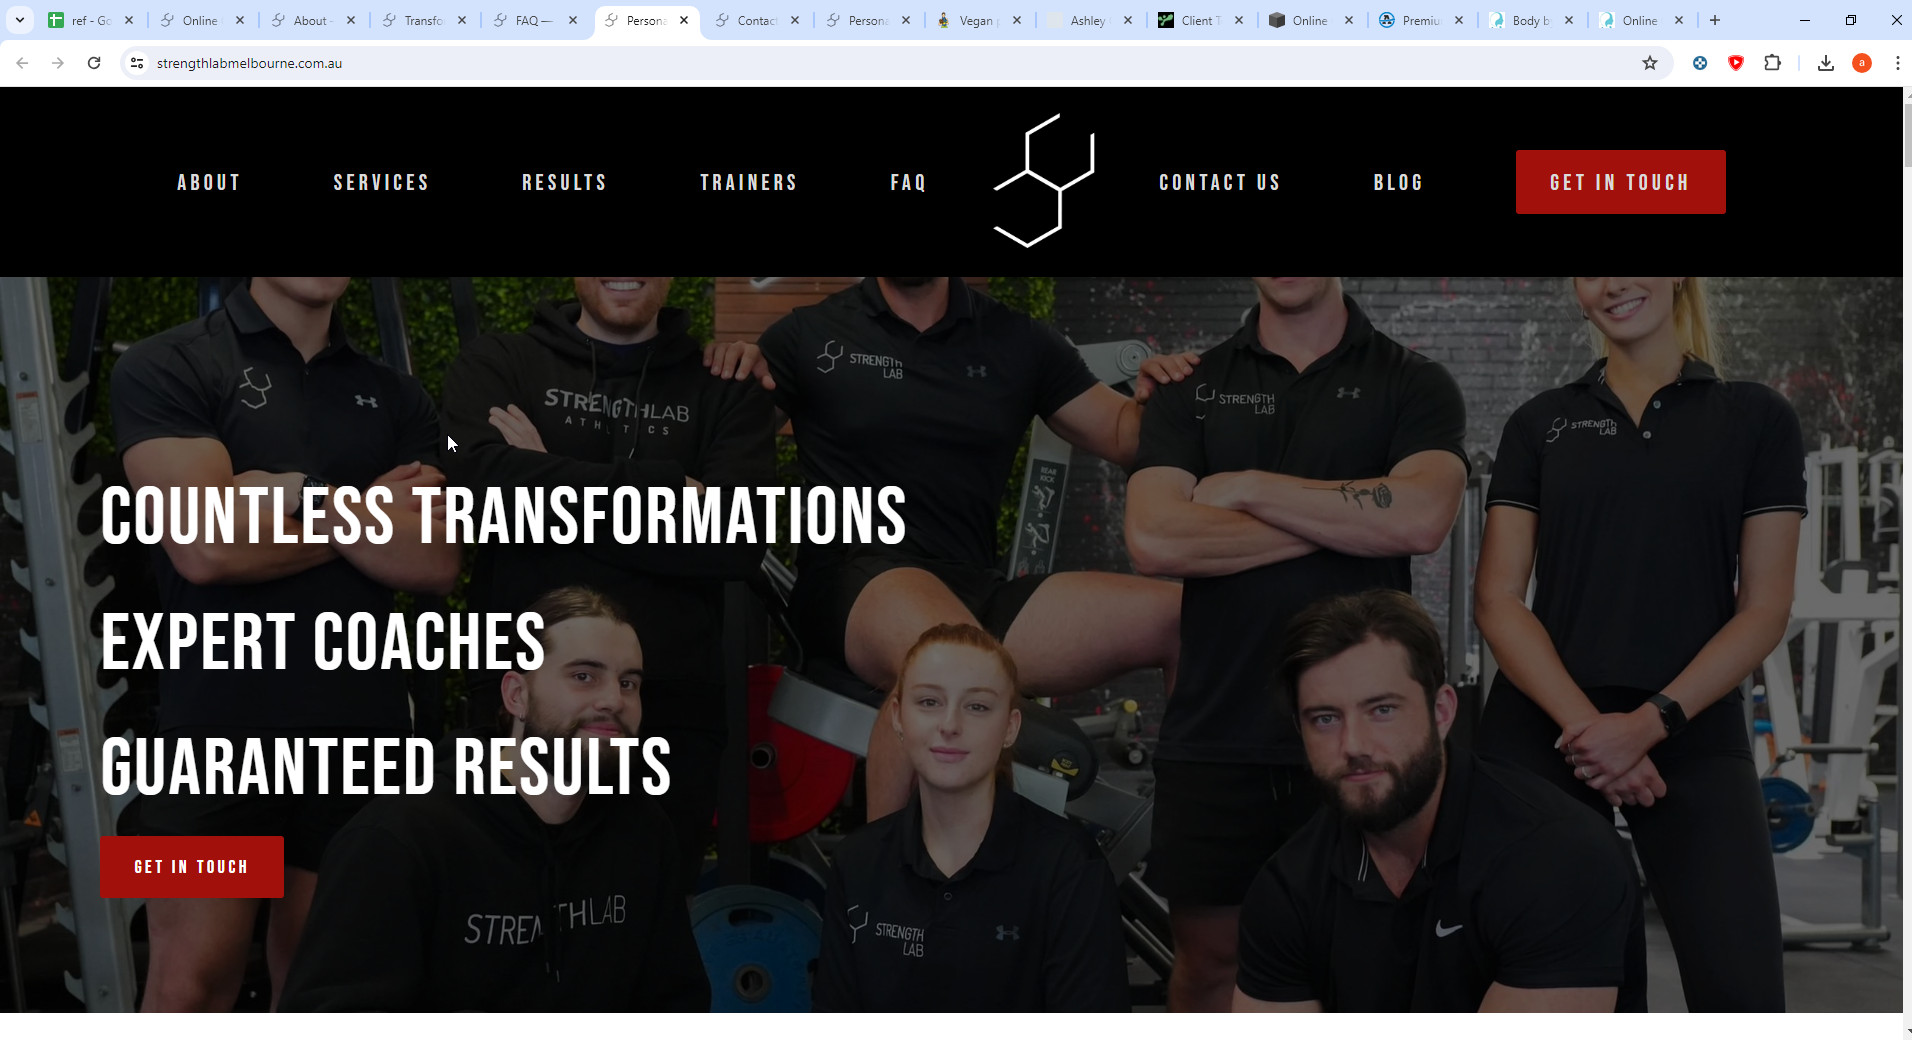 ref - Go
Online
About -
Transfo
FAQ —
Persona
Contac
Persona
Vegan p
Ashley
Client T
Online
Premiu
Body b
Online
strengthlabmelbourne.com.au
a
ABOUT
SERVICES
RESULTS
TRAINERS
FAQ
CONTACT US
BLOG
GET IN TOUCH
STRENGTH
LAB
STRENGTHLAB
ATHLETICS
STRENGTH
LAB
STRENGTH
LAB
REAR
KICK
COUNTLESS TRANSFORMATIONS
EXPERT COACHES
GUARANTEED RESULTS
GET IN TOUCH
STRENGTHLAB
STRENGTH
LAB